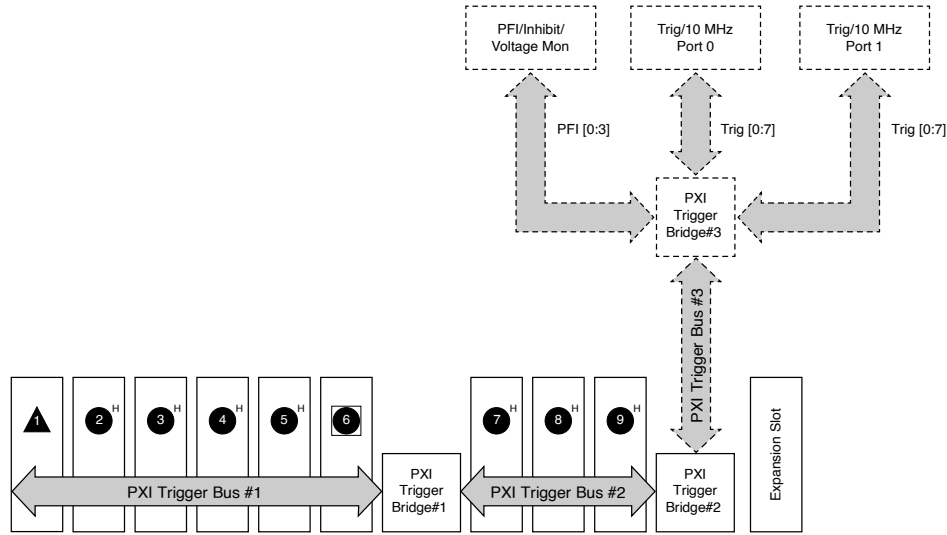 PFI/Inhibit/
Voltage Mon
Trig/10 MHz
Port 0
Trig/10 MHz
Port 1
PFI [0:3]
Trig [0:7]
Trig [0:7]
PXI
Trigger
Bridge#3
PXI Trigger Bus #3
1
2 H
3 H
4 H
5 H
6
7 H
8 H
9 H
Expansion Slot
PXI Trigger Bus #1
PXI
Trigger
Bridge#1
PXI Trigger Bus #2
PXI
Trigger
Bridge#2